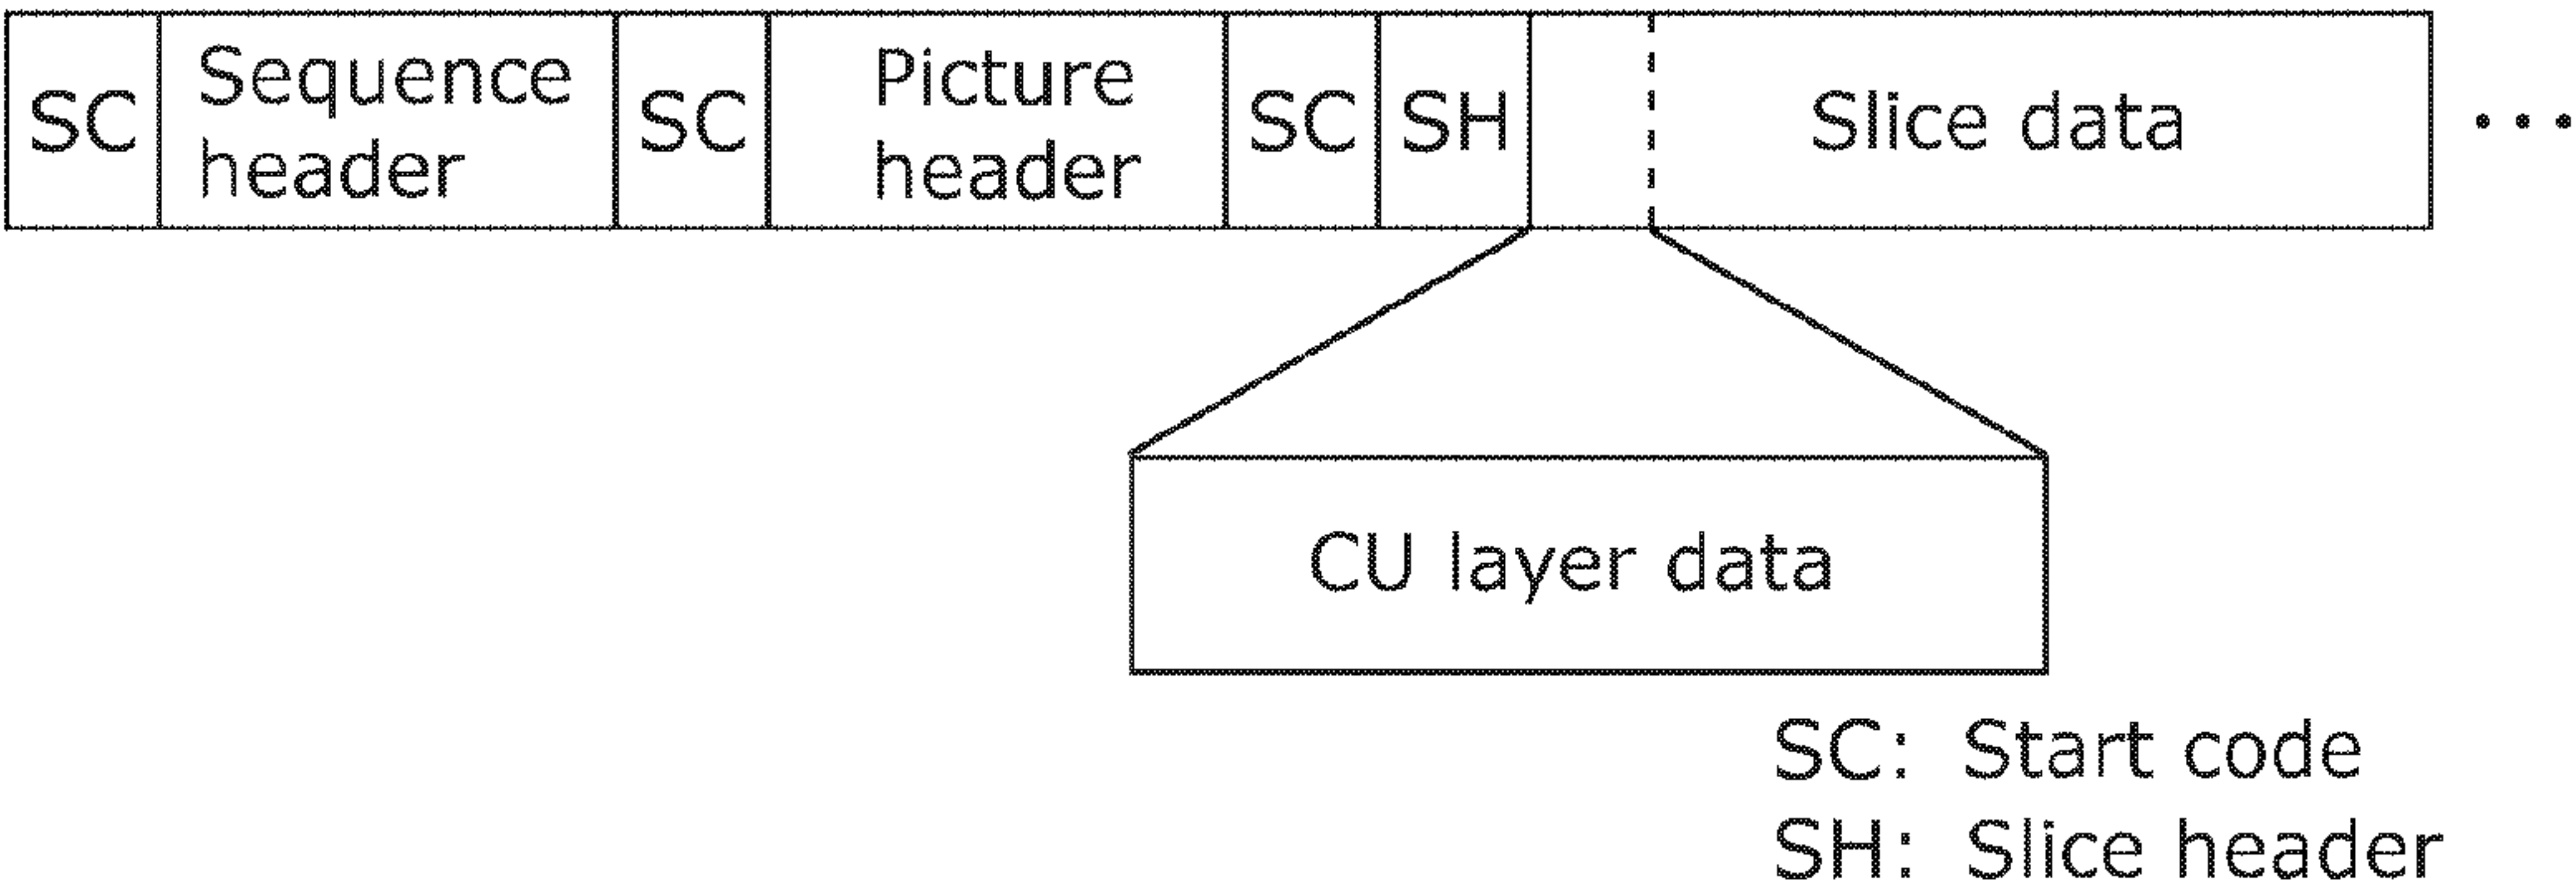 SC
Sequence
header
SC
Picture
header
SC
SH
Slice data
...
CU layer data
SC: Start code
SH: Slice header